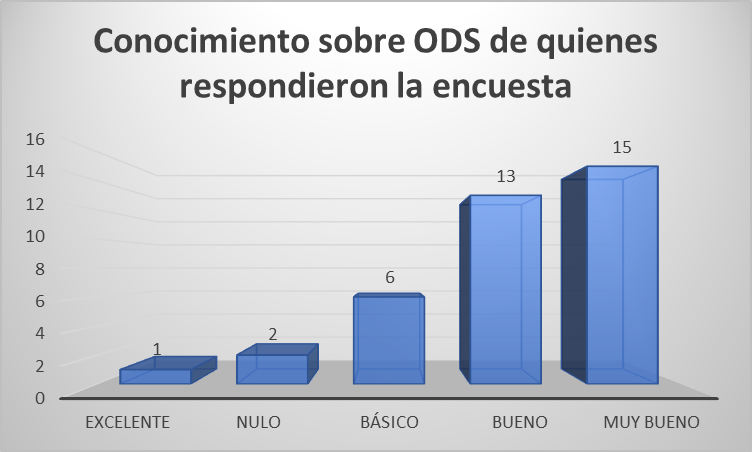 Conocimiento sobre ODS de quienes
respondieron la encuesta
16
14
12
10
8
6
4
2
0
1
2
6
13
15
EXCELENTE
NULO
BÁSICO
BUENO
MUY BUENO